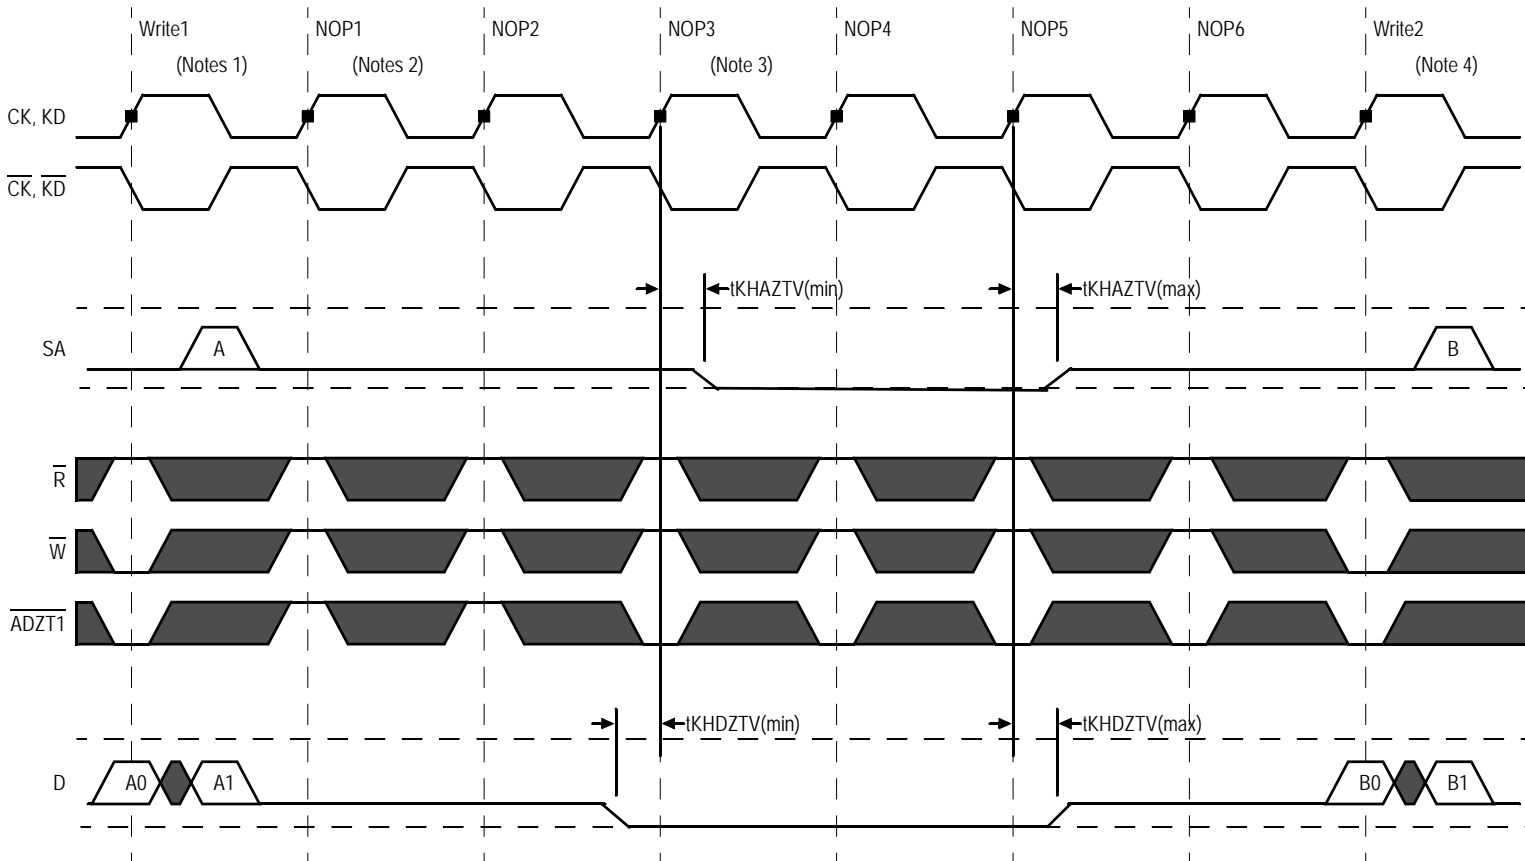 Write1 NOP1 NOP2 NOP3 NOP4 NOP5 NOP6 Write2
(Notes 1) (Notes 2) (Note 3) (Note 4)
CK, KD
CK, KD
tKHAZTV(min) tKHAZTV(max)
SA A B
R
W
ADZT1
tKHDZTV(min) tKHDZTV(max)
D A0 A1 B0 B1